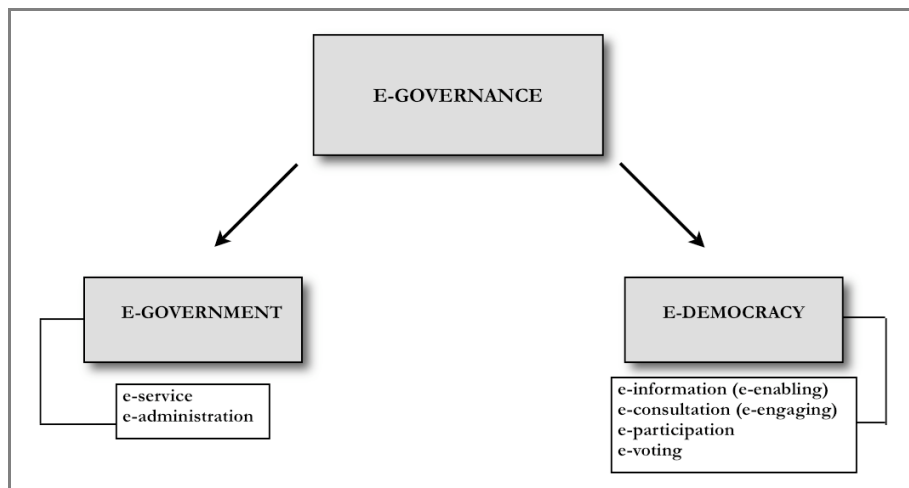 E-GOVERNANCE
E-GOVERNMENT
e-service
e-administration
E-DEMOCRACY
e-information (e-enabling)
e-consultation (e-engaging)
e-participation
e-voting